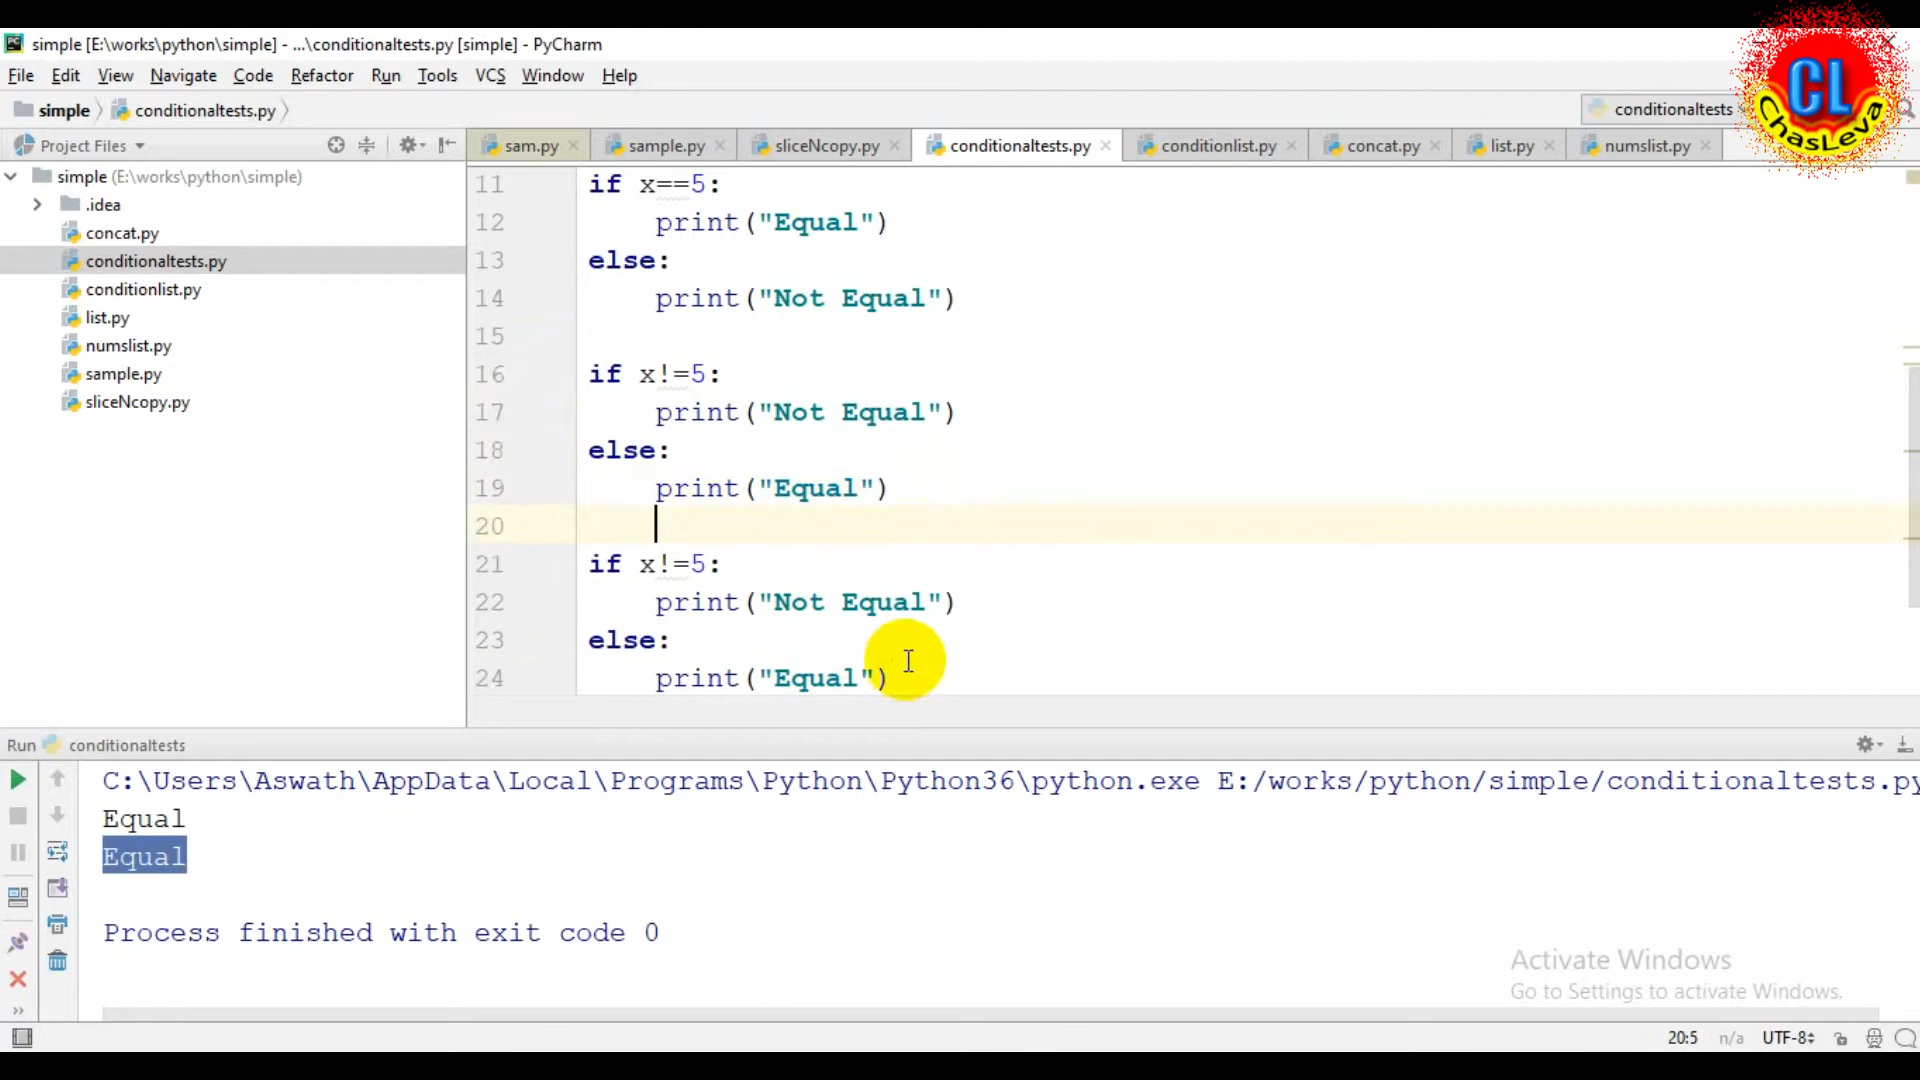 simple [E:\works\python\simple] - ...\conditionaltests.py [simple] - PyCharm
File Edit View Navigate Code Refactor Run Tools VCS Window Help
simple conditionaltests.py conditionaltests
CL
ChasLeva
Project Files sam.py sample.py sliceNcopy.py conditionaltests.py conditionlist.py concat.py list.py numslist.py
simple (E:\works\python\simple)
.idea
concat.py
conditionaltests.py
conditionlist.py
list.py
numslist.py
sample.py
sliceNcopy.py
11 if x==5:
12 print("Equal")
13 else:
14 print("Not Equal")
15
16 if x!=5:
17 print("Not Equal")
18 else:
19 print("Equal")
20
21 if x!=5:
22 print("Not Equal")
23 else:
24 print("Equal")
Run conditionaltests
C:\Users\Aswath\AppData\Local\Programs\Python\Python36\python.exe E:/works/python/simple/conditionaltests.py
Equal
Equal
Process finished with exit code 0
Activate Windows
Go to Settings to activate Windows.
20:5 n/a UTF-8